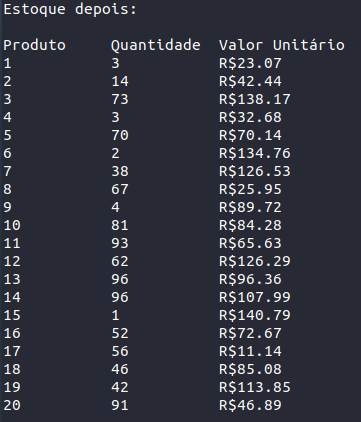 Estoque depois:
Produto Quantidade Valor Unitário
1 3 R$23.07
2 14 R$42.44
3 73 R$138.17
4 3 R$32.68
5 70 R$70.14
6 2 R$134.76
7 38 R$126.53
8 67 R$25.95
9 4 R$89.72
10 81 R$84.28
11 93 R$65.63
12 62 R$126.29
13 96 R$96.36
14 96 R$107.99
15 1 R$140.79
16 52 R$72.67
17 56 R$11.14
18 46 R$85.08
19 42 R$113.85
20 91 R$46.89